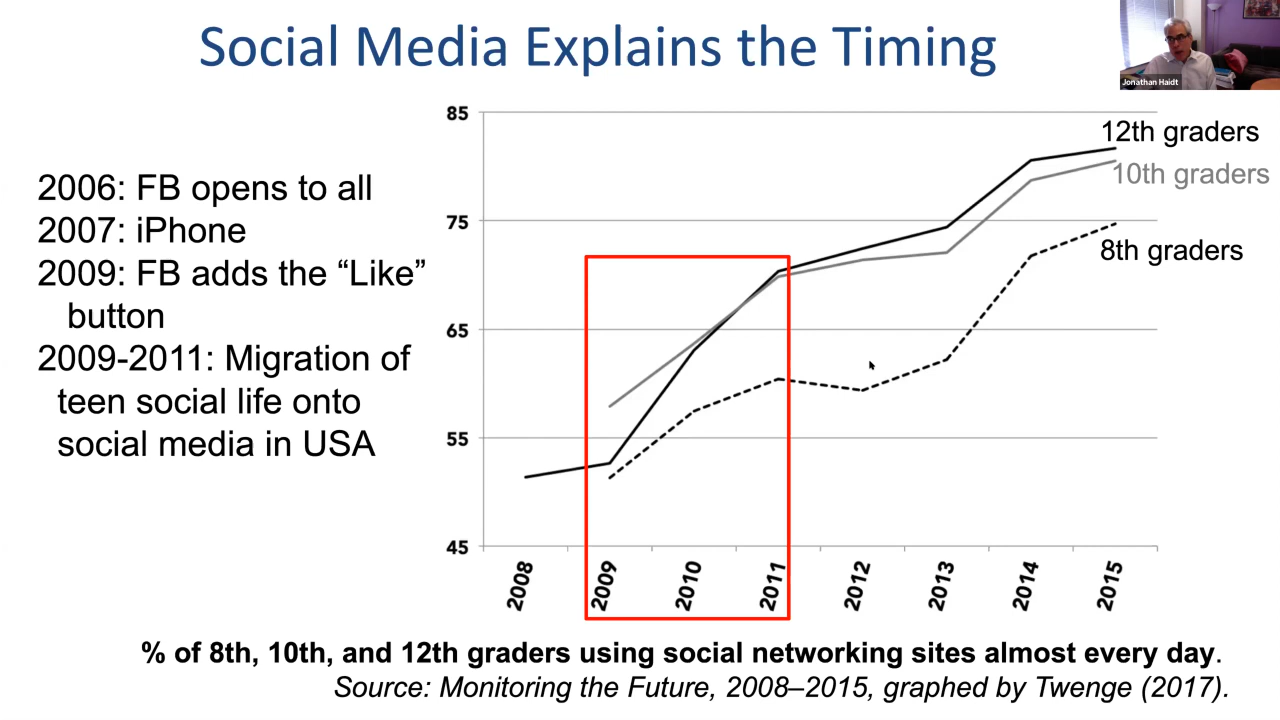 Social Media Explains the Timing
Jonathan Haidt
2006: FB opens to all
2007: iPhone
2009: FB adds the “Like”
button
2009-2011: Migration of
teen social life onto
social media in USA
85
75
65
55
45
12th graders
10th graders
8th graders
2008
2009
2010
2011
2012
2013
2014
2015
% of 8th, 10th, and 12th graders using social networking sites almost every day.
Source: Monitoring the Future, 2008–2015, graphed by Twenge (2017).